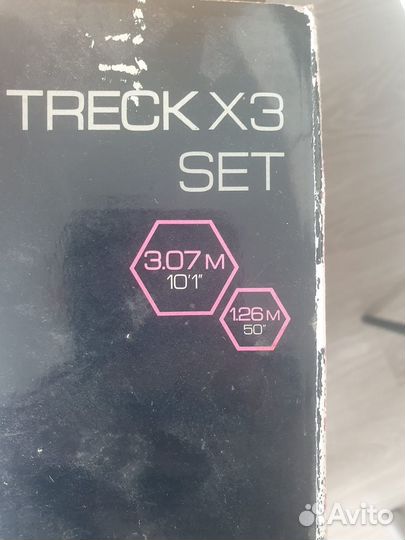 TRECK X3
SET
3.07 M
10'1"
1.26 M
50"
Avito